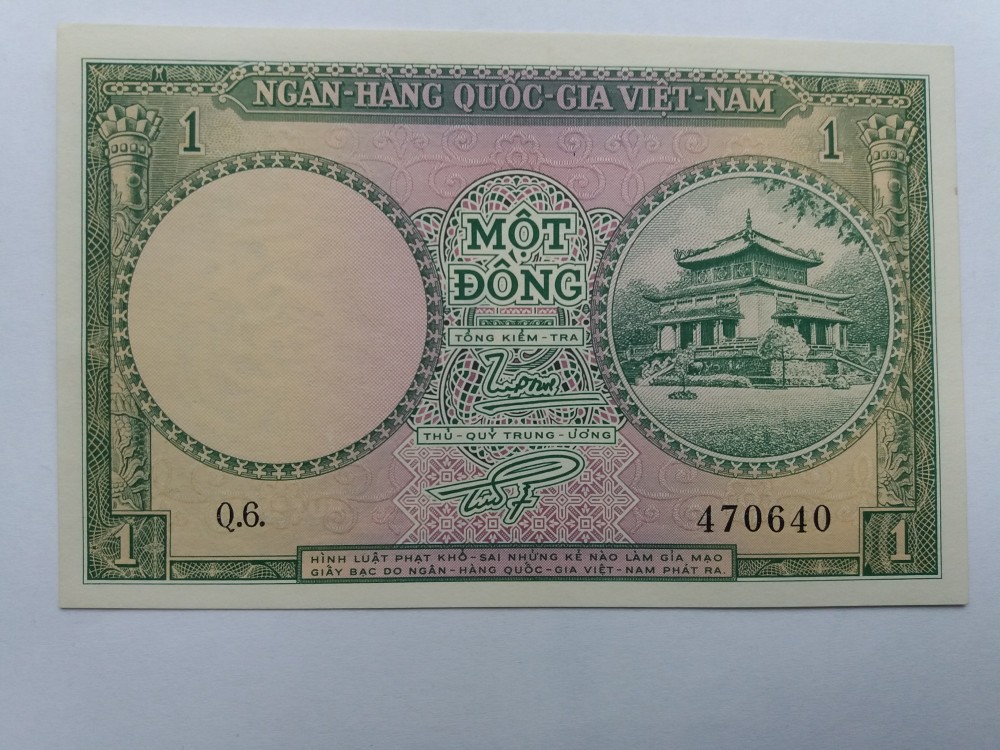 NGÂN-HÀNG QUỐC-GIA VIỆT-NAM
1
1
MỘT
ĐỒNG
TỔNG KIỂM-TRA
THỦ-QUỸ TRUNG-ƯƠNG
Q.6.
470640
1
1
HÌNH LUẬT PHẠT KHỔ-SAI NHỮNG KẺ NÀO LÀM GIẢ MẠO
GIẤY BẠC DO NGÂN-HÀNG QUỐC-GIA VIỆT-NAM PHÁT RA.